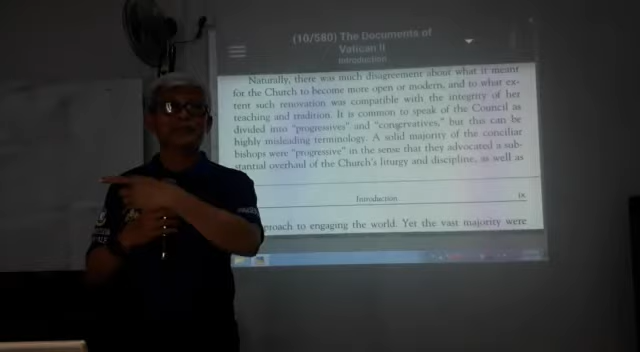 (10/580) The Documents of
Vatican II
Introduction
Naturally, there was much disagreement about what it meant
for the Church to become more open or modern, and to what ex-
tent such renovation was compatible with the integrity of her
teaching and tradition. It is common to speak of the Council as
divided into “progressives” and “conservatives,” but this can be
highly misleading terminology. A solid majority of the conciliar
bishops were “progressive” in the sense that they advocated a sub-
stantial overhaul of the Church's liturgy and discipline, as well as
Introduction ix
roach to engaging the world. Yet the vast majority were